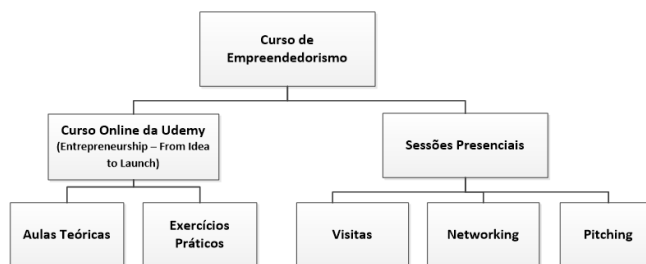 Curso de
Empreendedorismo
Curso Online da Udemy
(Entrepreneurship – From Idea
to Launch)
Sessões Presenciais
Aulas Teóricas
Exercícios
Práticos
Visitas
Networking
Pitching